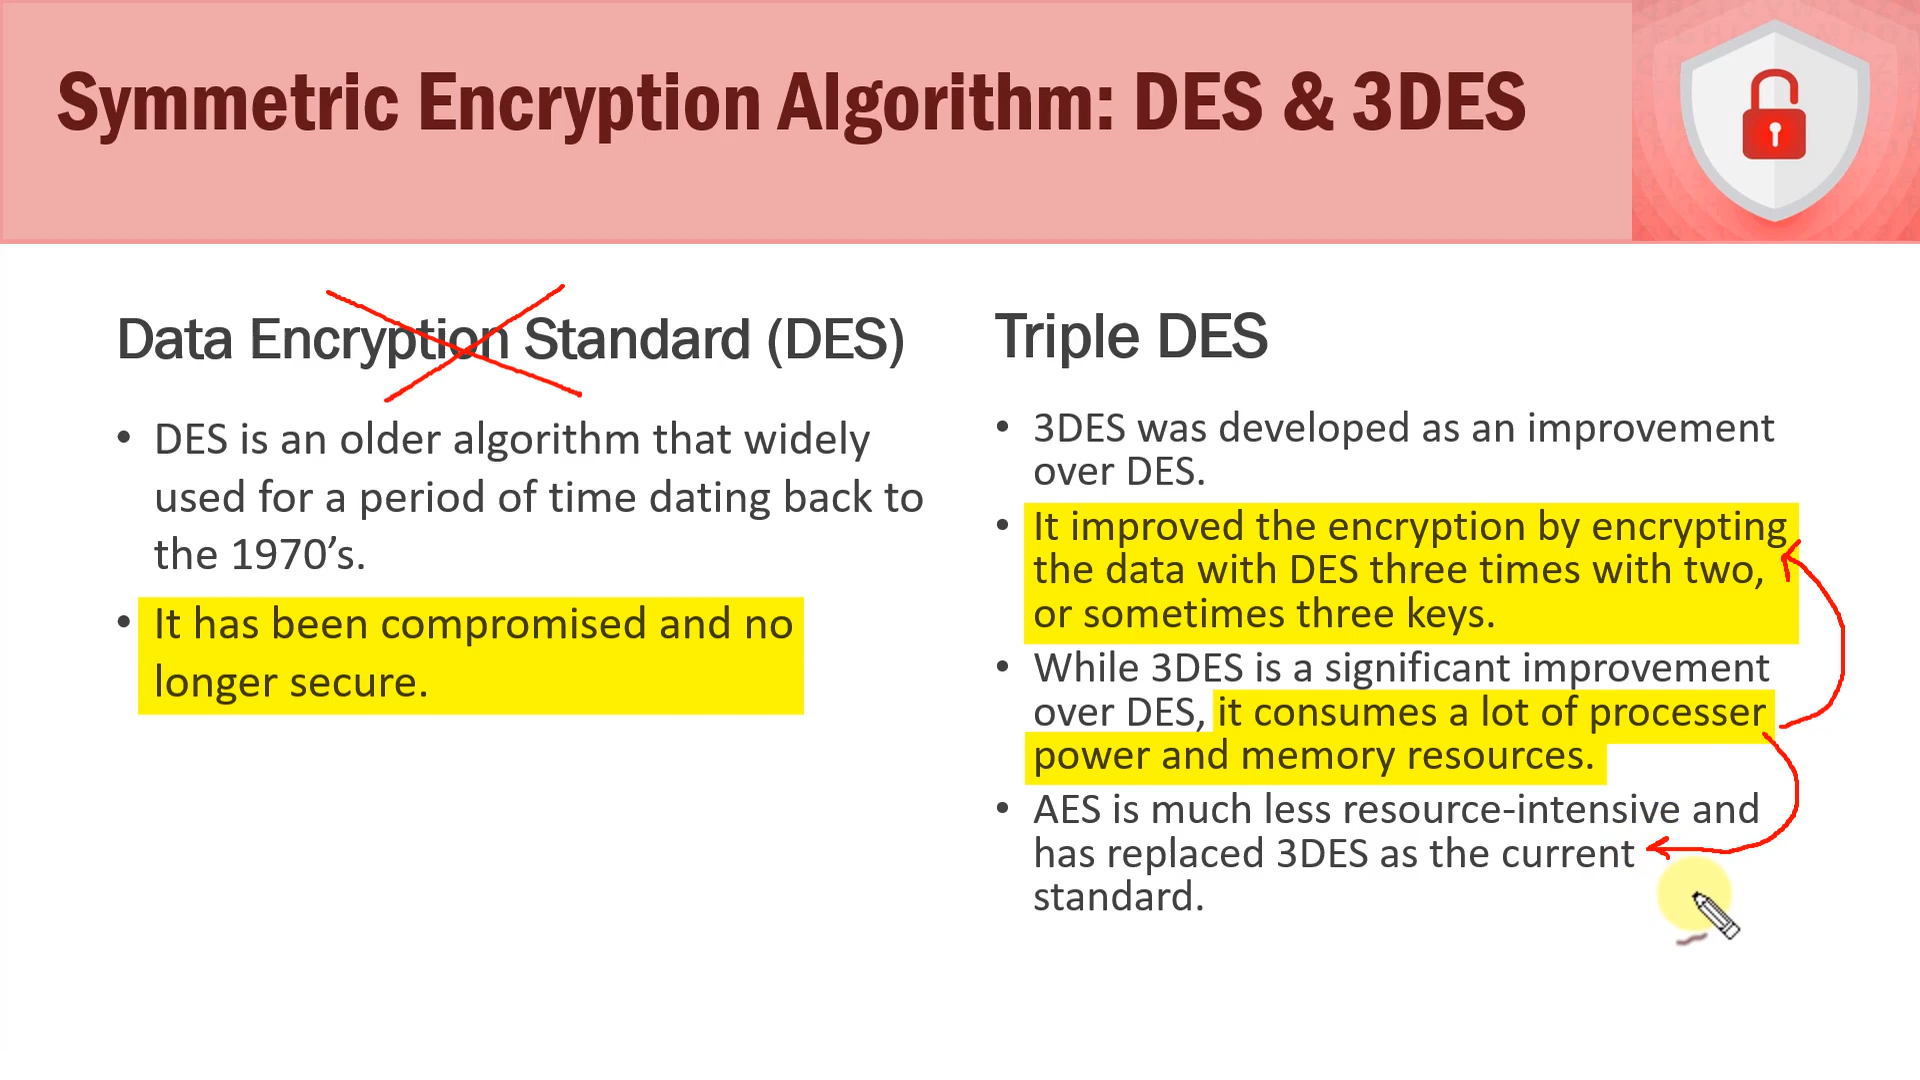 Symmetric Encryption Algorithm: DES & 3DES
Data Encryption Standard (DES)
• DES is an older algorithm that widely
used for a period of time dating back to
the 1970’s.
• It has been compromised and no
longer secure.
Triple DES
• 3DES was developed as an improvement
over DES.
• It improved the encryption by encrypting
the data with DES three times with two,
or sometimes three keys.
• While 3DES is a significant improvement
over DES, it consumes a lot of processer
power and memory resources.
• AES is much less resource-intensive and
has replaced 3DES as the current
standard.